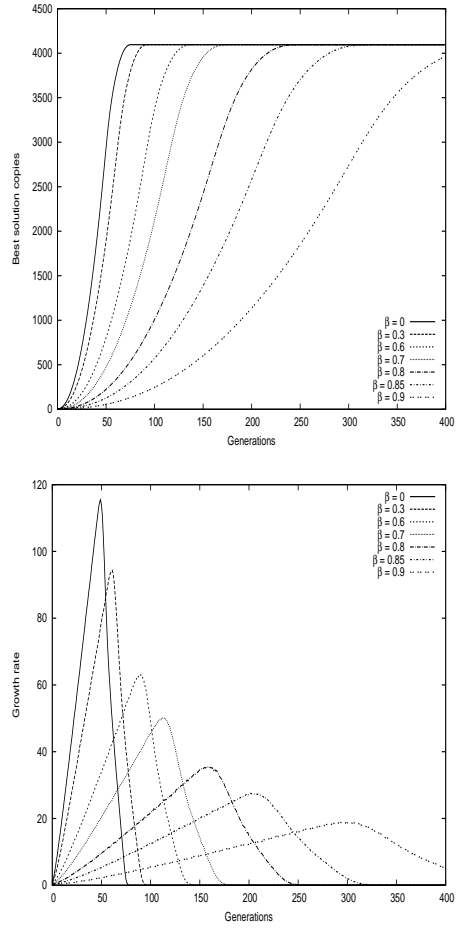 4500
4000
3500
3000
2500
2000
1500
1000
500
0
Best solution copies
β = 0
β = 0.3
β = 0.6
β = 0.7
β = 0.8
β = 0.85
β = 0.9
0 50 100 150 200 250 300 350 400
Generations
120
100
80
60
40
20
0
Growth rate
β = 0
β = 0.3
β = 0.6
β = 0.7
β = 0.8
β = 0.85
β = 0.9
0 50 100 150 200 250 300 350 400
Generations